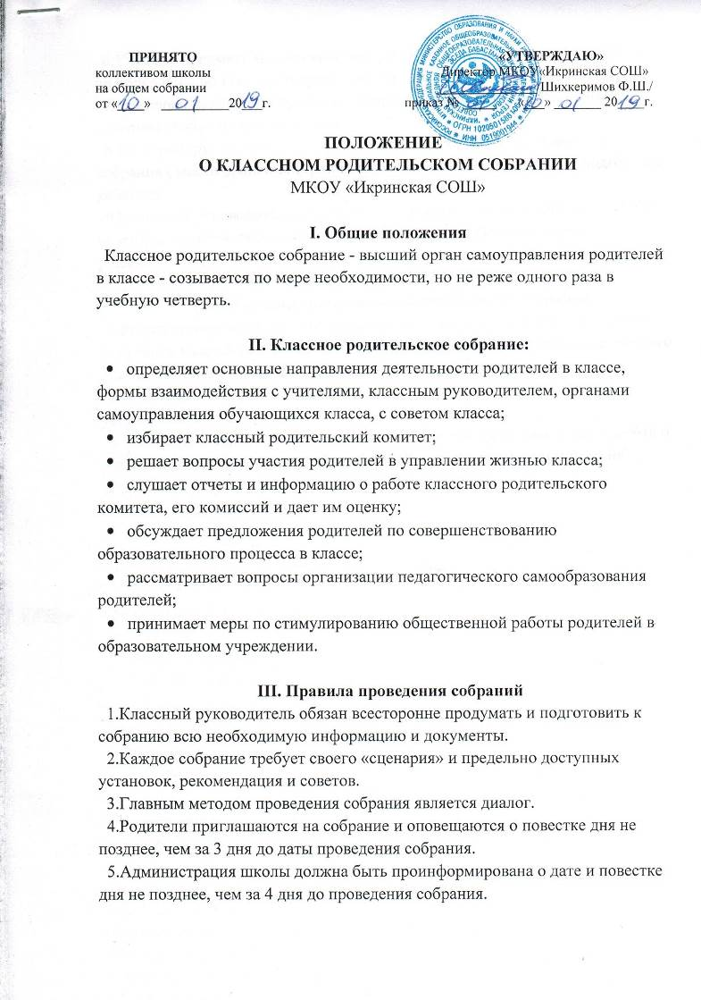 ПРИНЯТО
коллективом школы
на общем собрании
от «10» 01 2019г.
«УТВЕРЖДАЮ»
Директор МКОУ«Икринская СОШ»
/Шихкеримов Ф.Ш./
приказ № «10» 01 2019г.
ПОЛОЖЕНИЕ
О КЛАССНОМ РОДИТЕЛЬСКОМ СОБРАНИИ
МКОУ «Икринская СОШ»
I. Общие положения
Классное родительское собрание - высший орган самоуправления родителей
в классе - созывается по мере необходимости, но не реже одного раза в
учебную четверть.
II. Классное родительское собрание:
• определяет основные направления деятельности родителей в классе,
формы взаимодействия с учителями, классным руководителем, органами
самоуправления обучающихся класса, с советом класса;
• избирает классный родительский комитет;
• решает вопросы участия родителей в управлении жизнью класса;
• слушает отчеты и информацию о работе классного родительского
комитета, его комиссий и дает им оценку;
• обсуждает предложения родителей по совершенствованию
образовательного процесса в классе;
• рассматривает вопросы организации педагогического самообразования
родителей;
• принимает меры по стимулированию общественной работы родителей в
образовательном учреждении.
III. Правила проведения собраний
1.Классный руководитель обязан всесторонне продумать и подготовить к
собранию всю необходимую информацию и документы.
2.Каждое собрание требует своего «сценария» и предельно доступных
установок, рекомендация и советов.
3.Главным методом проведения собрания является диалог.
4.Родители приглашаются на собрание и оповещаются о повестке дня не
позднее, чем за 3 дня до даты проведения собрания.
5.Администрация школы должна быть проинформирована о дате и повестке
дня не позднее, чем за 4 дня до проведения собрания.